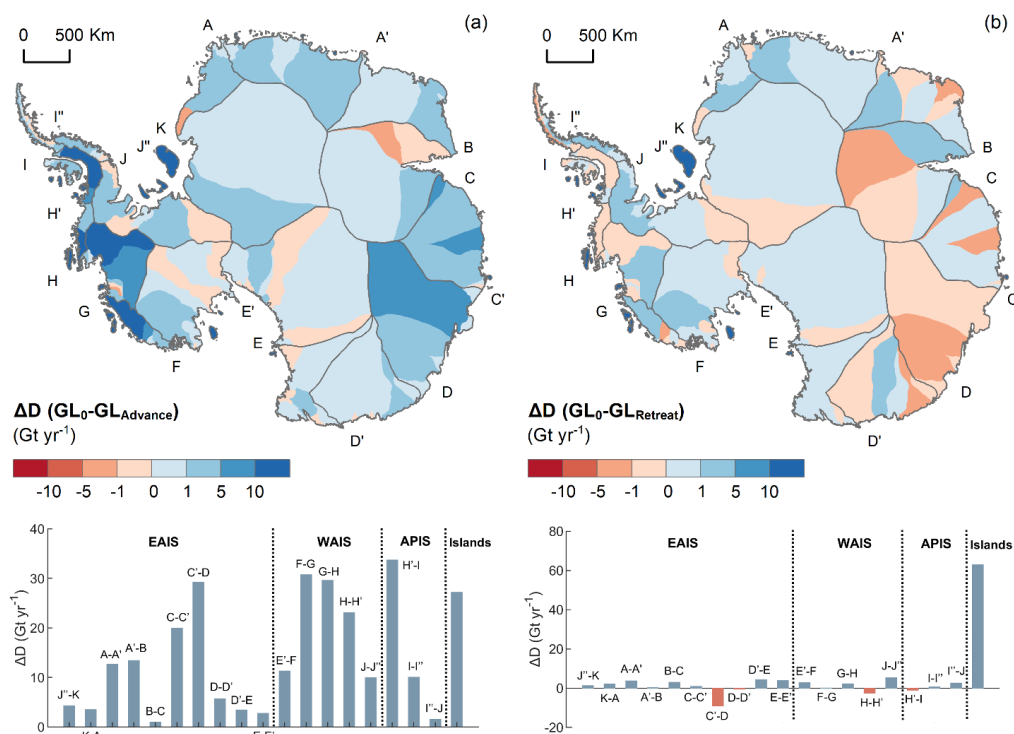 (a)
0 500 Km
A
A'
K
J''
I''
J
I
H'
H
G
F
E'
E
D'
D
C'
C
B
ΔD (GL0-GLAdvance)
(Gt yr-1)
-10 -5 -1 0 1 5 10
(b)
0 500 Km
A
A'
K
J''
I''
J
I
H'
H
G
F
E'
E
D'
D
C'
C
B
ΔD (GL0-GLRetreat)
(Gt yr-1)
-10 -5 -1 0 1 5 10
EAIS WAIS APIS Islands
ΔD (Gt yr-1)
40
30
20
10
0
J''-K
A-A'
A'-B
B-C
C-C'
C'-D
D-D'
D'-E
E'-F
F-G
G-H
H-H'
J-J''
H'-I
I-I''
I''-J
EAIS WAIS APIS Islands
ΔD (Gt yr-1)
80
60
40
20
0
-20
J''-K
K-A
A-A'
A'-B
B-C
C-C'
C'-D
D-D'
D'-E
E-E'
E'-F
F-G
G-H
H-H'
J-J''
H'-I
I-I''
I''-J